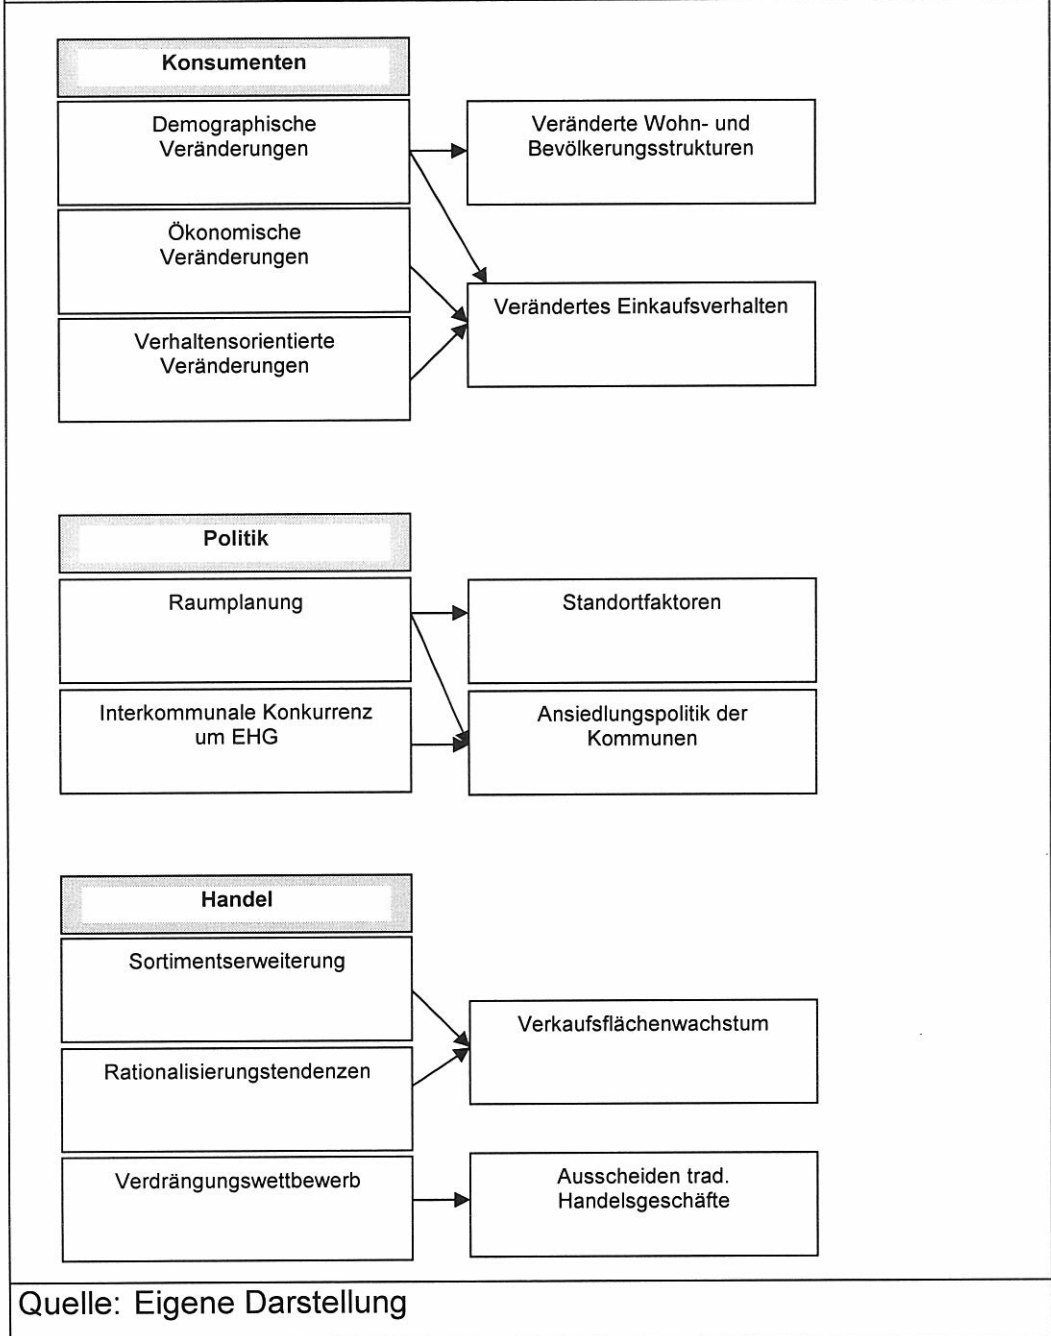 Konsumenten
Demographische
Veränderungen
Veränderte Wohn- und
Bevölkerungsstrukturen
Ökonomische
Veränderungen
Verändertes Einkaufsverhalten
Verhaltensorientierte
Veränderungen
Politik
Raumplanung
Standortfaktoren
Interkommunale Konkurrenz
um EHG
Ansiedlungspolitik der
Kommunen
Handel
Sortimentserweiterung
Verkaufsflächenwachstum
Rationalisierungstendenzen
Verdrängungswettbewerb
Ausscheiden trad.
Handelsgeschäfte
Quelle: Eigene Darstellung